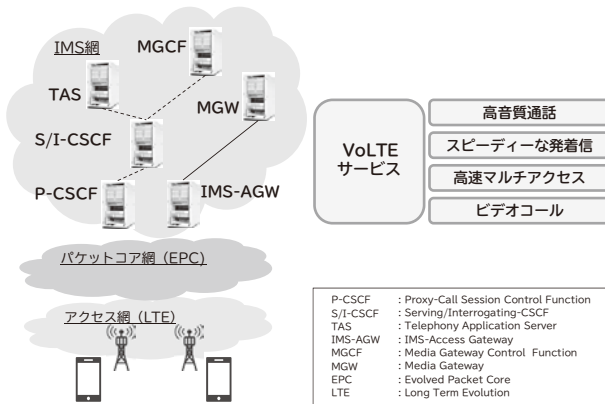 IMS網
MGCF
TAS
MGW
S/I-CSCF
P-CSCF
IMS-AGW
パケットコア網（EPC）
アクセス網（LTE）
VoLTE
サービス
高音質通話
スピーディーな発着信
高速マルチアクセス
ビデオコール
P-CSCF : Proxy-Call Session Control Function
S/I-CSCF : Serving/Interrogating-CSCF
TAS : Telephony Application Server
IMS-AGW : IMS-Access Gateway
MGCF : Media Gateway Control Function
MGW : Media Gateway
EPC : Evolved Packet Core
LTE : Long Term Evolution